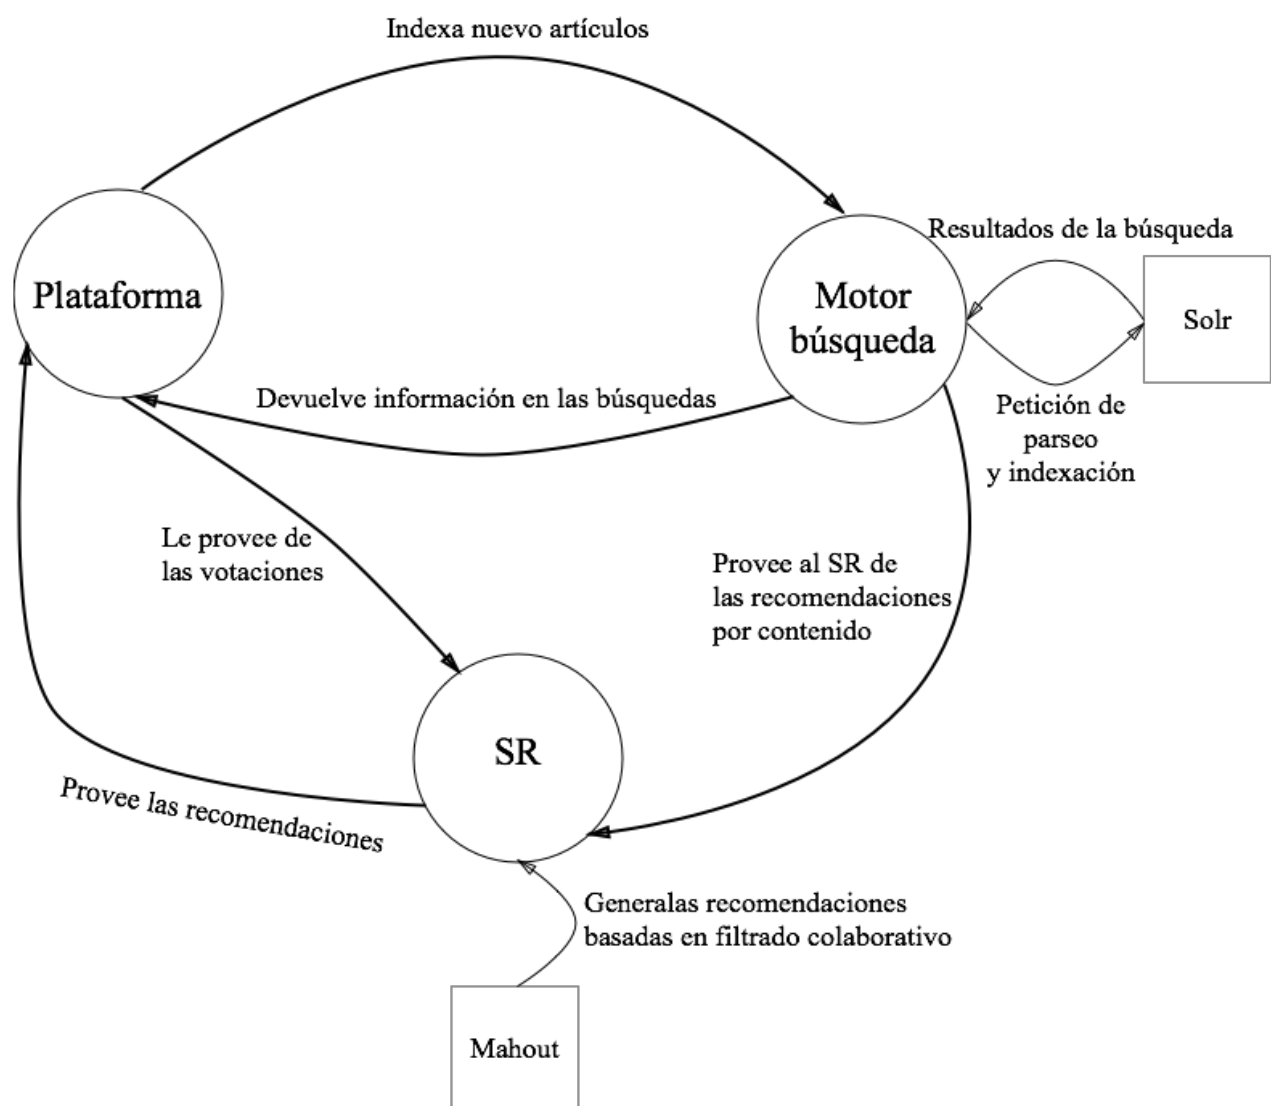 Indexa nuevo artículos
Resultados de la búsqueda
Plataforma
Motor
búsqueda
Solr
Devuelve información en las búsquedas
Petición de
parseo
y indexación
Le provee de
las votaciones
Provee al SR de
las recomendaciones
por contenido
SR
Provee las recomendaciones
Generalas recomendaciones
basadas en filtrado colaborativo
Mahout